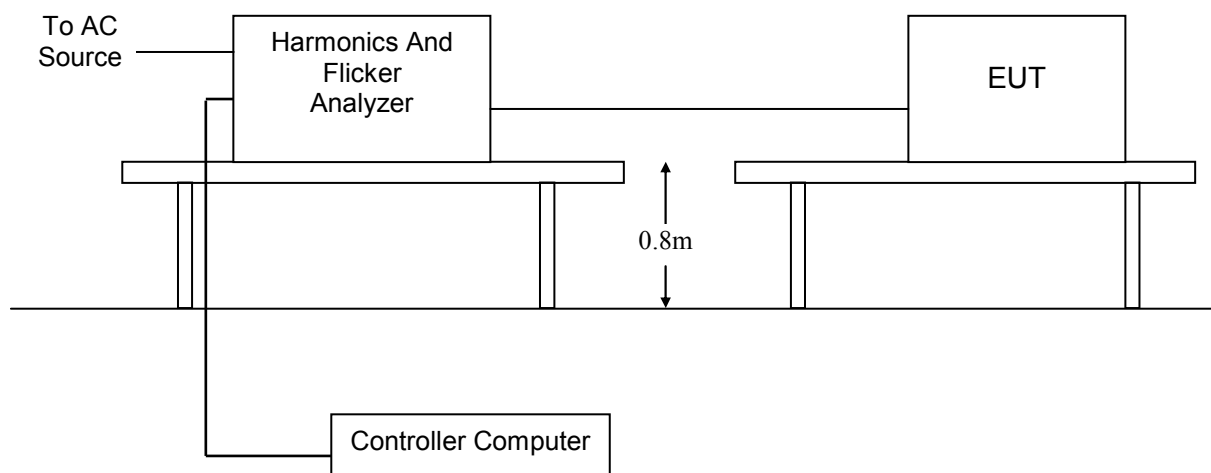 To AC
Source
Harmonics And
Flicker
Analyzer
EUT
0.8m
Controller Computer